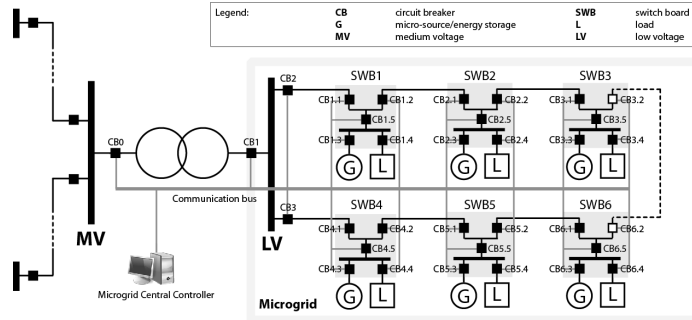 Legend: CB circuit breaker SWB switch board
G micro-source/energy storage L load
MV medium voltage LV low voltage
CB2 SWB1 SWB2 SWB3
CB1.1 CB1.2 CB2.1 CB2.2 CB3.1 CB3.2
CB1.5 CB2.5 CB3.5
CB0 CB1 CB1.3 CB1.4 CB2.3 CB2.4 CB3.3 CB3.4
G L G L G L
Communication bus
CB3 SWB4 SWB5 SWB6
MV LV CB4.1 CB4.2 CB5.1 CB5.2 CB6.1 CB6.2
CB4.5 CB5.5 CB6.5
CB4.3 CB4.4 CB5.3 CB5.4 CB6.3 CB6.4
Microgrid Central Controller
Microgrid G L G L G L